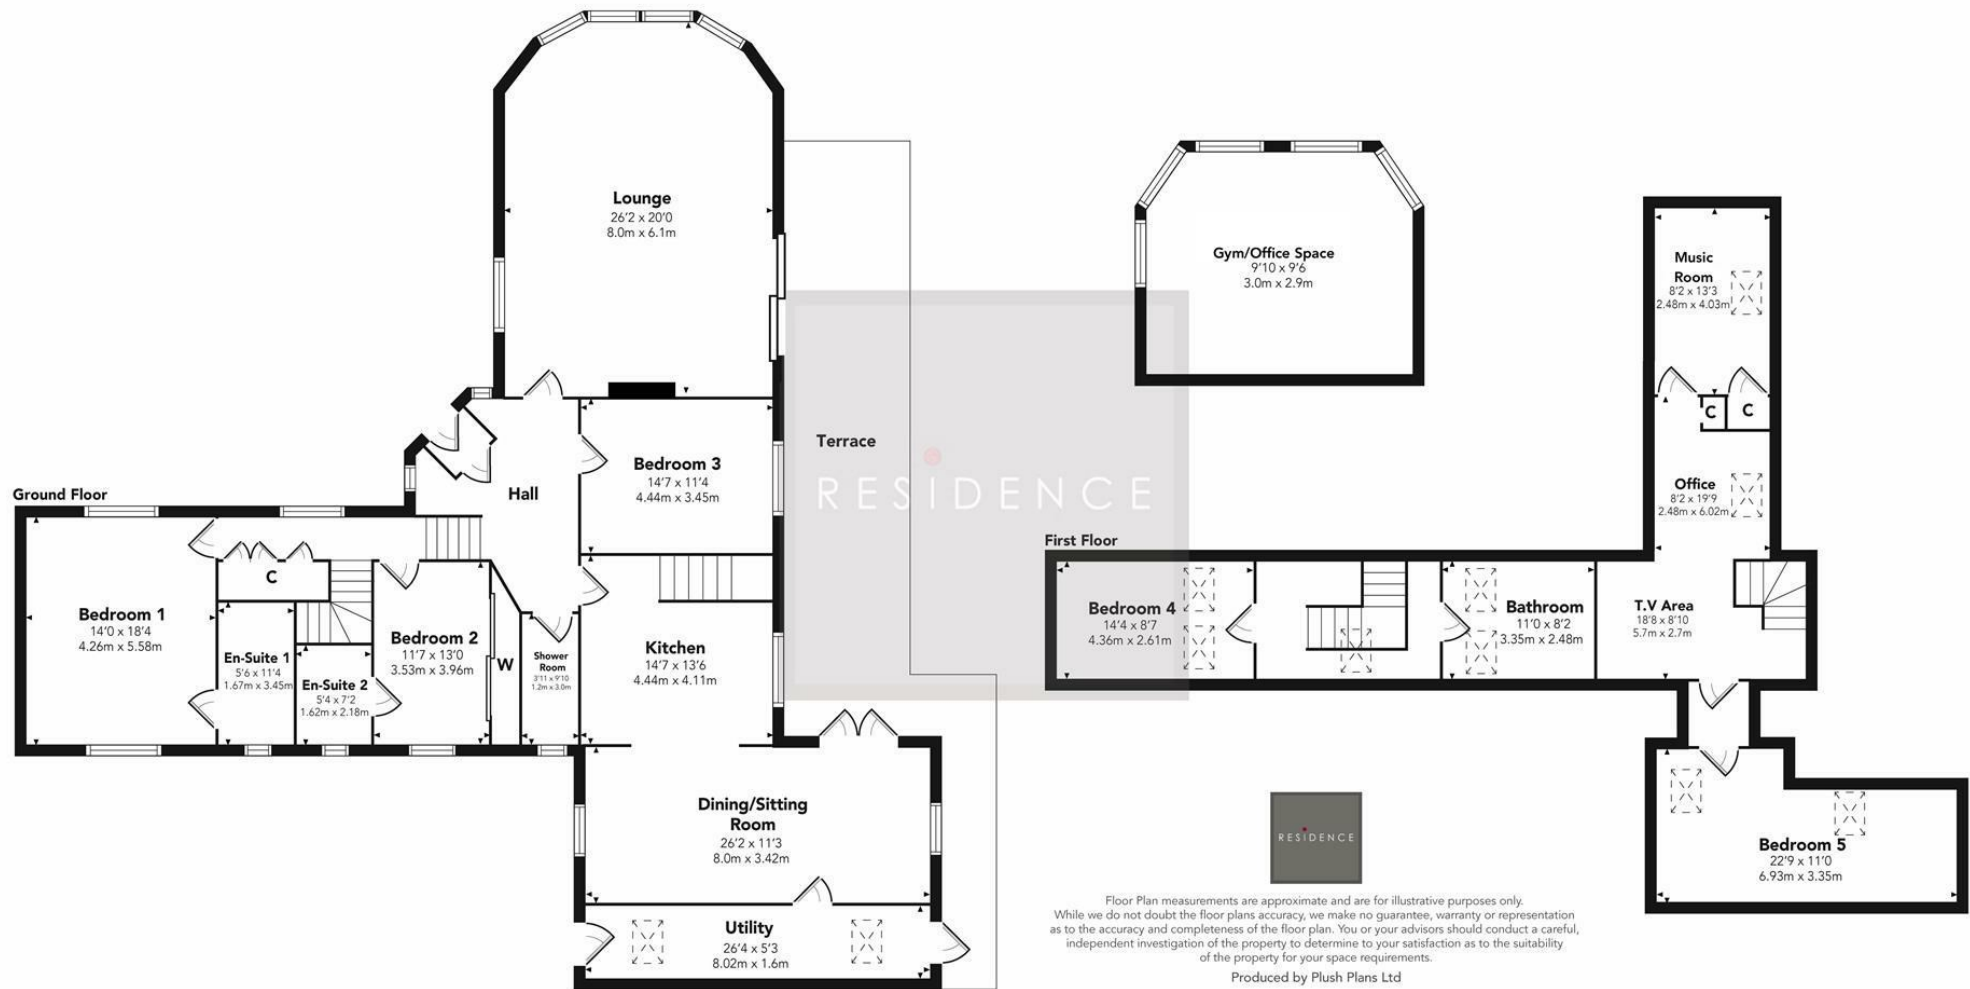 Lounge
26'2 x 20'0
8.0m x 6.1m
Gym/Office Space
9'10 x 9'6
3.0m x 2.9m
Music
Room
8'2 x 13'3
2.48m x 4.03m
C
C
Terrace
RESIDENCE
Bedroom 3
14'7 x 11'4
4.44m x 3.45m
Hall
Ground Floor
Office
8'2 x 19'9
2.48m x 6.02m
First Floor
C
Bedroom 1
14'0 x 18'4
4.26m x 5.58m
En-Suite 1
5'6 x 11'4
1.67m x 3.45m
En-Suite 2
5'4 x 7'2
1.62m x 2.18m
Bedroom 2
11'7 x 13'0
3.53m x 3.96m
W
Shower
Room
3'11 x 9'10
1.2m x 3.0m
Kitchen
14'7 x 13'6
4.44m x 4.11m
Bedroom 4
14'4 x 8'7
4.36m x 2.61m
Bathroom
11'0 x 8'2
3.35m x 2.48m
T.V Area
18'8 x 8'10
5.7m x 2.7m
Dining/Sitting
Room
26'2 x 11'3
8.0m x 3.42m
Utility
26'4 x 5'3
8.02m x 1.6m
RESIDENCE
Bedroom 5
22'9 x 11'0
6.93m x 3.35m
Floor Plan measurements are approximate and are for illustrative purposes only.
While we do not doubt the floor plans accuracy, we make no guarantee, warranty or representation
as to the accuracy and completeness of the floor plan. You or your advisors should conduct a careful,
independent investigation of the property to determine to your satisfaction as to the suitability
of the property for your space requirements.
Produced by Plush Plans Ltd